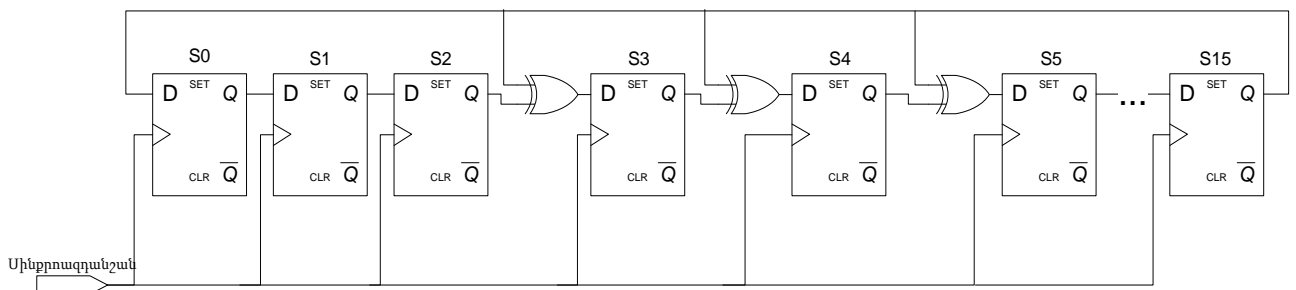 S0 S1 S2 S3 S4 S5 S15
D SET Q D SET Q D SET Q D SET Q D SET Q D SET Q ... D SET Q
CLR Q̅ CLR Q̅ CLR Q̅ CLR Q̅ CLR Q̅ CLR Q̅ CLR Q̅
Սինքրոազդանշան